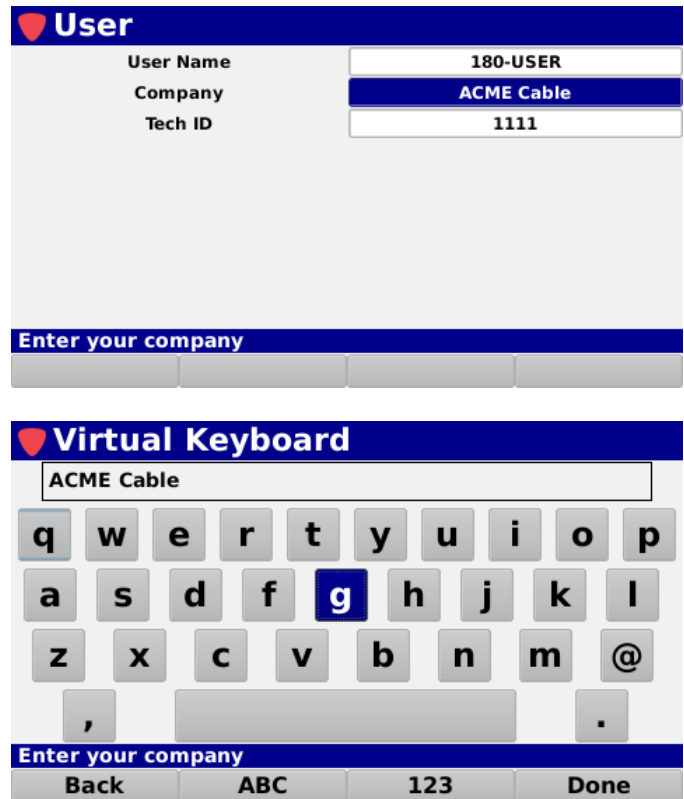 User
User Name 180-USER
Company ACME Cable
Tech ID 1111
Enter your company
Virtual Keyboard
ACME Cable
q w e r t y u i o p
a s d f g h j k l
z x c v b n m @
, .
Enter your company
Back ABC 123 Done